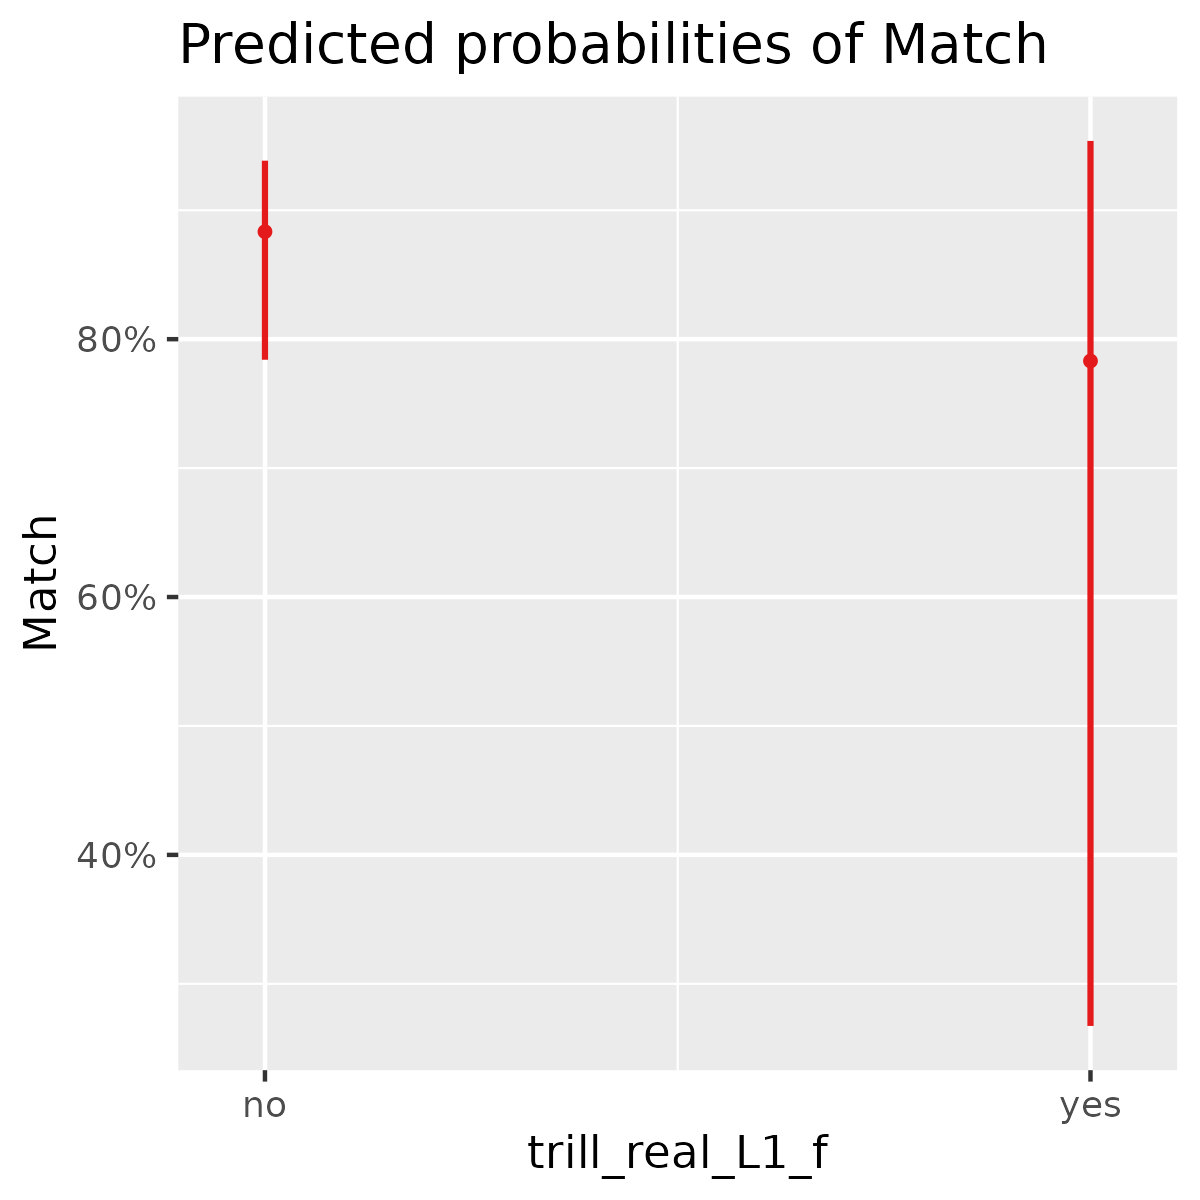 Predicted probabilities of Match
Match
80%
60%
40%
no
yes
trill_real_L1_f